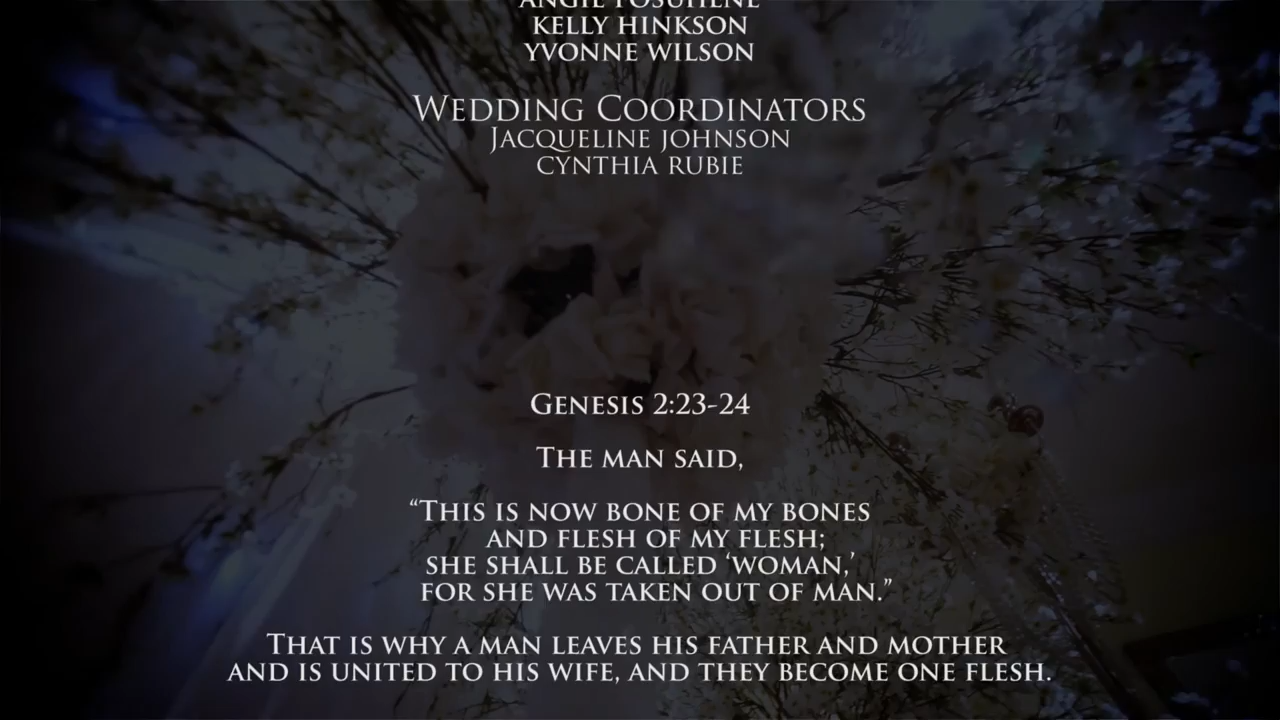 KELLY HINKSON
YVONNE WILSON
WEDDING COORDINATORS
JACQUELINE JOHNSON
CYNTHIA RUBIE
GENESIS 2:23-24
THE MAN SAID,
“THIS IS NOW BONE OF MY BONES
AND FLESH OF MY FLESH;
SHE SHALL BE CALLED ‘WOMAN,’
FOR SHE WAS TAKEN OUT OF MAN.”
THAT IS WHY A MAN LEAVES HIS FATHER AND MOTHER
AND IS UNITED TO HIS WIFE, AND THEY BECOME ONE FLESH.